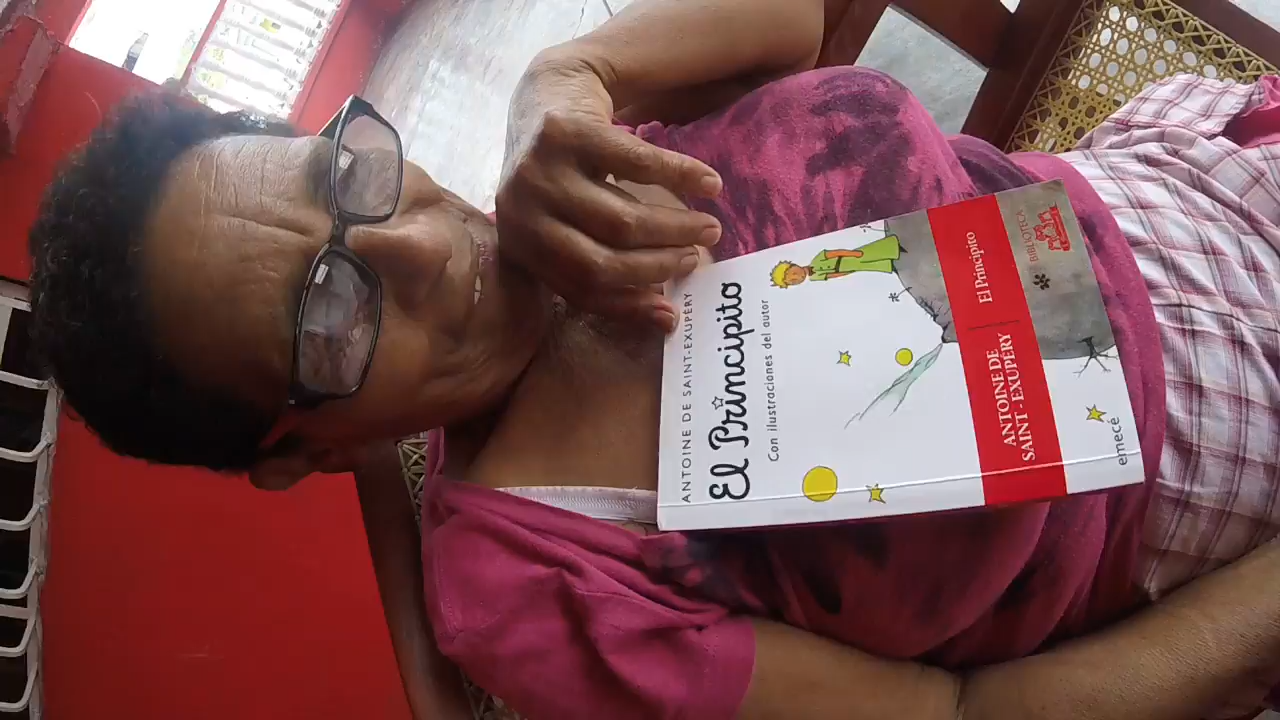 ANTOINE DE SAINT-EXUPÉRY
El Principito
Con ilustraciones del autor
ANTOINE DE
SAINT-EXUPÉRY
El Principito
BIBLIOTECA
emecé